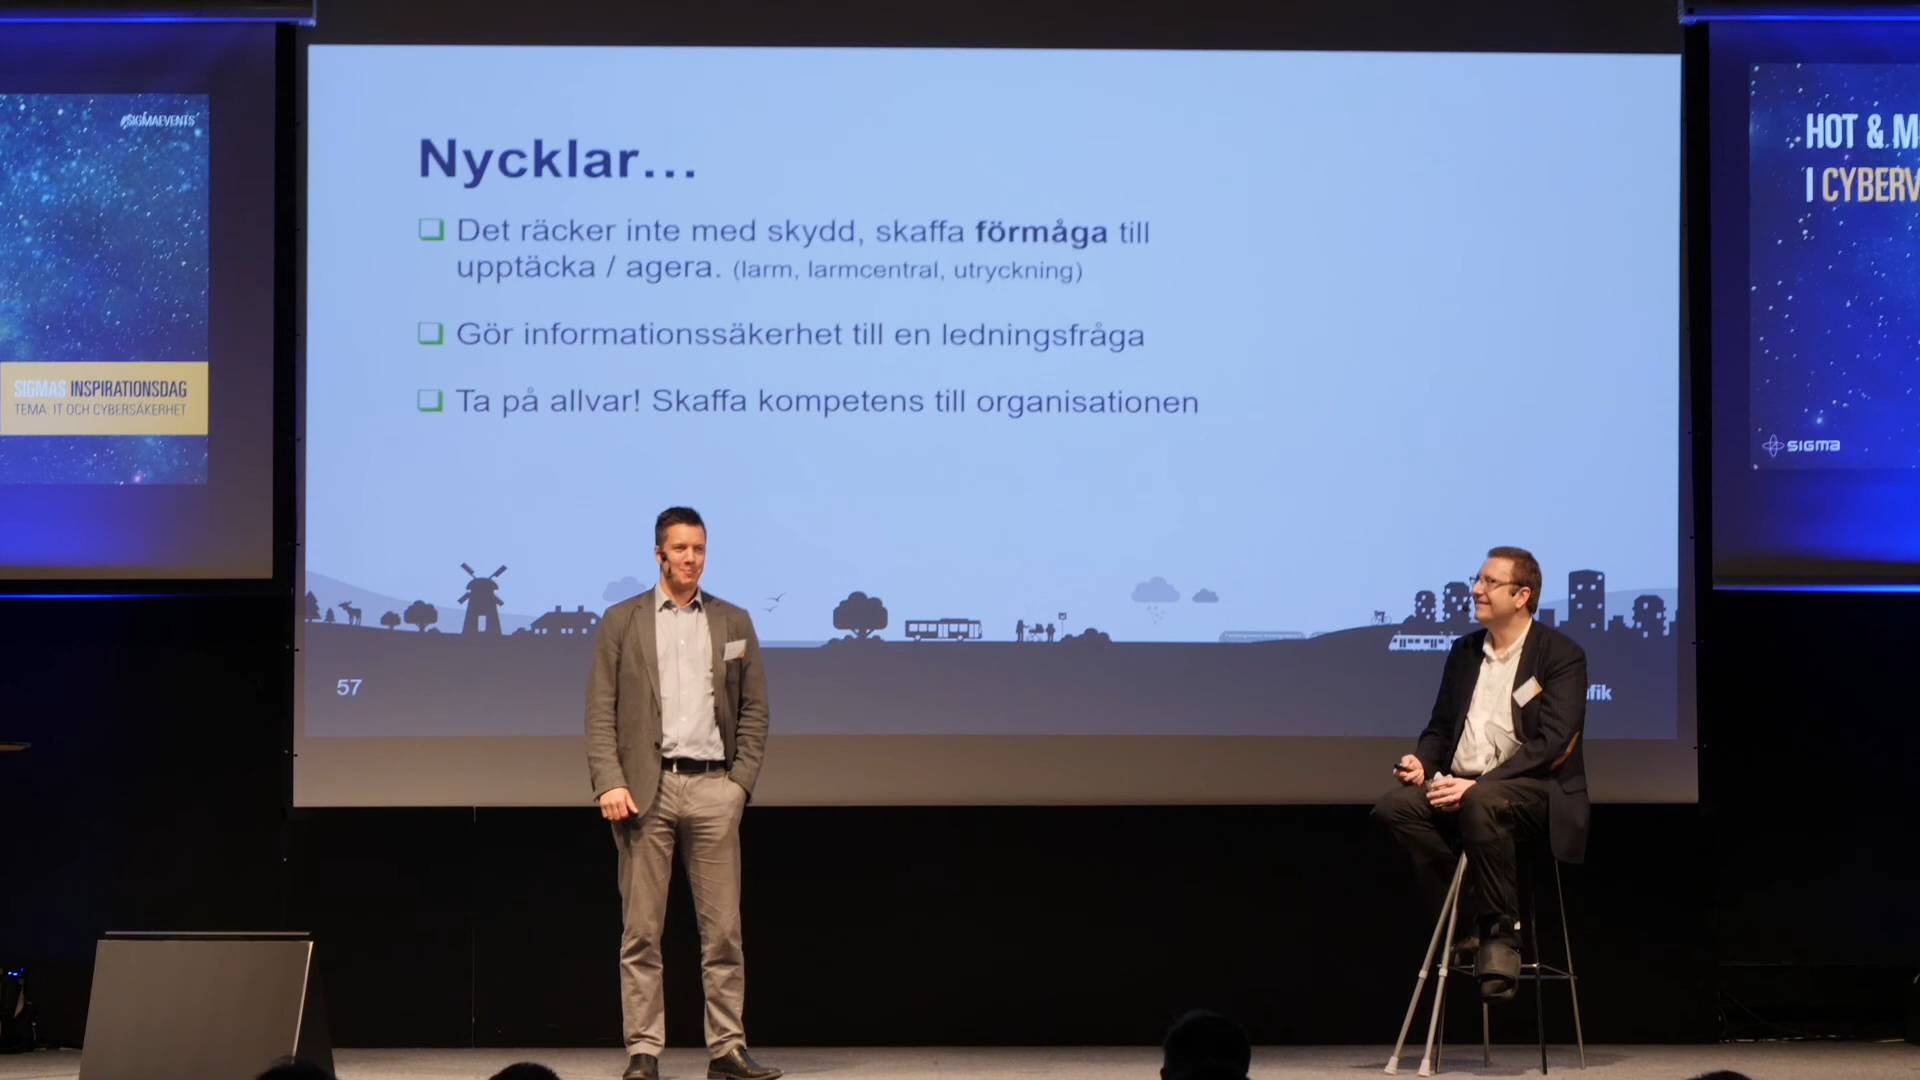 #SIGMAEVENTS
SIGMAS INSPIRATIONSDAG
TEMA: IT OCH CYBERSÄKERHET
Nycklar...
Det räcker inte med skydd, skaffa förmåga till
upptäcka / agera. (larm, larmcentral, utryckning)
Gör informationssäkerhet till en ledningsfråga
Ta på allvar! Skaffa kompetens till organisationen
57
HOT & M
I CYBERV
SIGMA